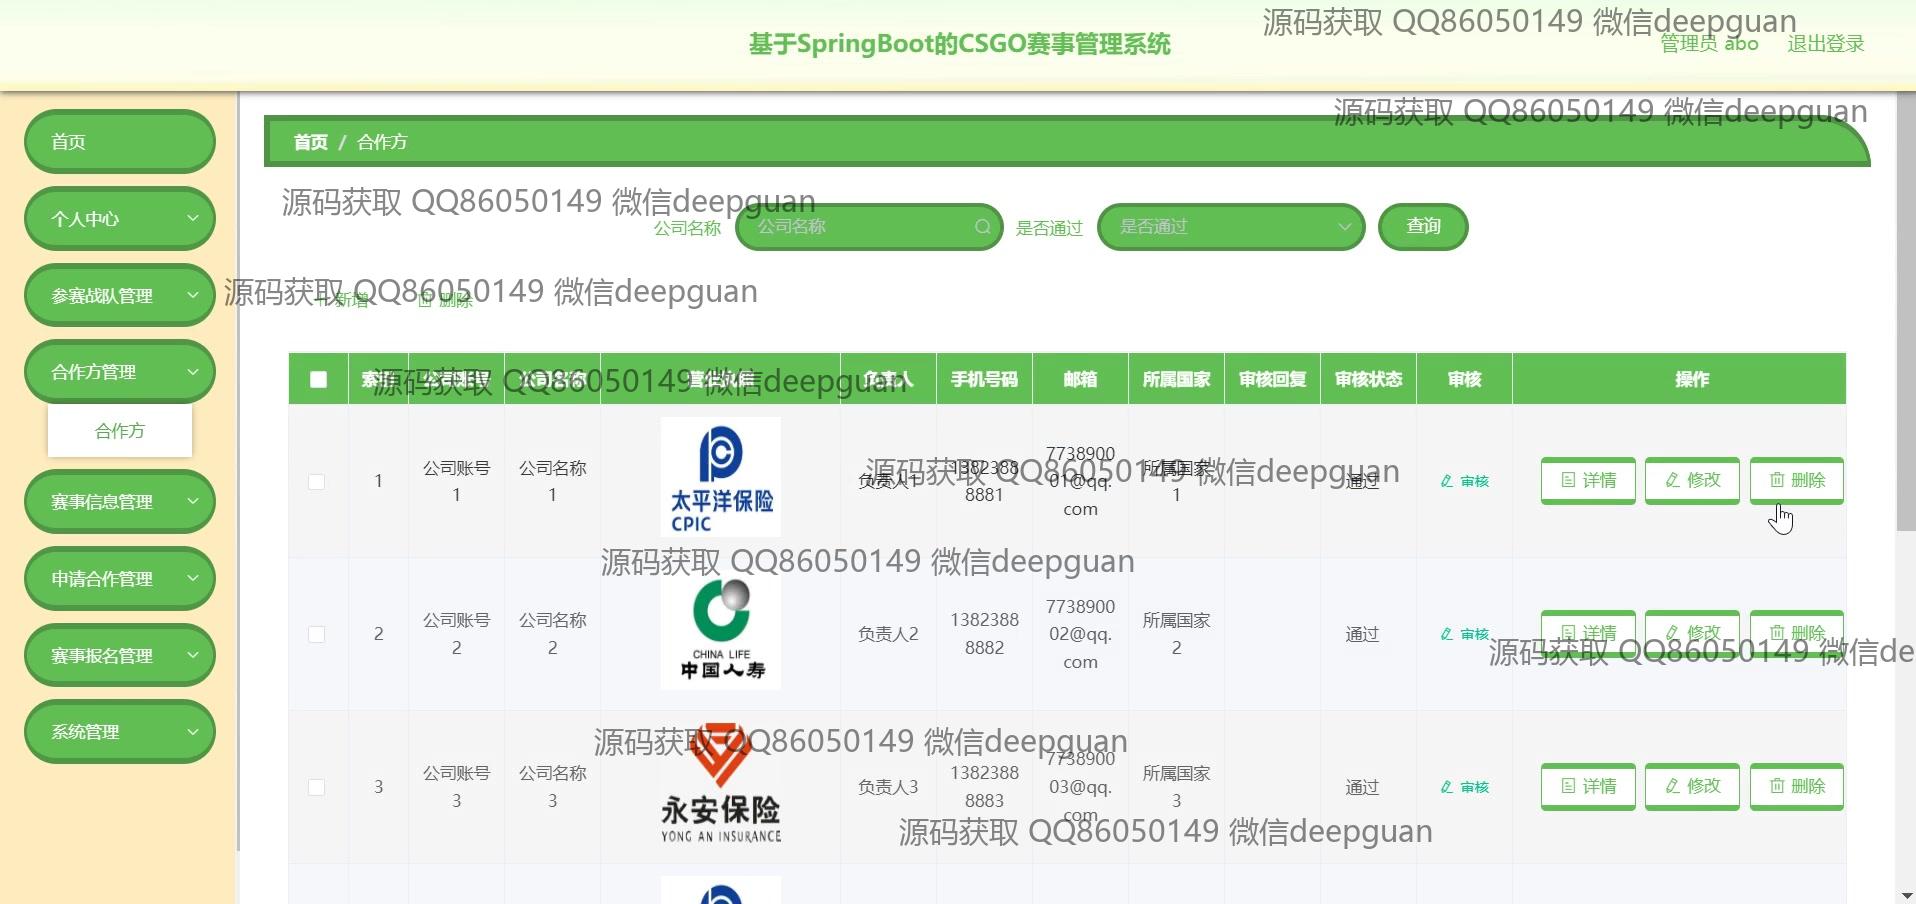 源码获取 QQ86050149 微信deepguan
基于SpringBoot的CSGO赛事管理系统
管理员 abo 退出登录
源码获取 QQ86050149 微信deepguan
首页
首页 / 合作方
个人中心
源码获取 QQ86050149 微信deepguan
公司名称 公司名称 是否通过 是否通过 查询
参赛战队管理
源码获取 QQ86050149 微信deepguan
新增 删除
合作方管理
合作方
源码获取 QQ86050149 微信deepguan
负责人 手机号码 邮箱 所属国家 审核回复 审核状态 审核 操作
1 公司账号1 公司名称1 太平洋保险 CPIC 负责人1 13823888881 773890001@qq.com 所属国家1 通过 审核 详情 修改 删除
源码获取 QQ86050149 微信deepguan
赛事信息管理
申请合作管理
源码获取 QQ86050149 微信deepguan
2 公司账号2 公司名称2 CHINA LIFE 中国人寿 负责人2 13823888882 773890002@qq.com 所属国家2 通过 审核 详情 修改 删除
源码获取 QQ86050149 微信de
赛事报名管理
系统管理
源码获取 QQ86050149 微信deepguan
3 公司账号3 公司名称3 永安保险 YONG AN INSURANCE 负责人3 13823888883 773890003@qq.com 所属国家3 通过 审核 详情 修改 删除
源码获取 QQ86050149 微信deepguan